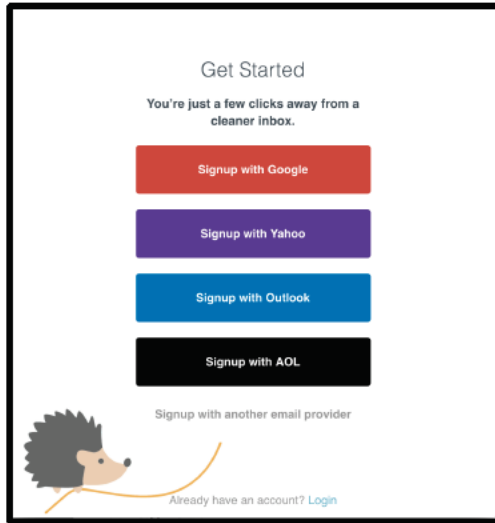 Get Started
You're just a few clicks away from a
cleaner inbox.
Signup with Google
Signup with Yahoo
Signup with Outlook
Signup with AOL
Signup with another email provider
Already have an account? Login